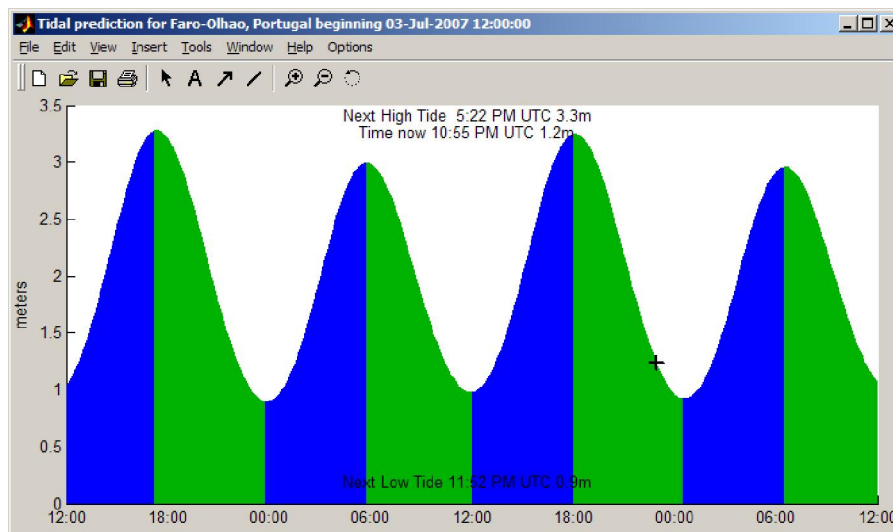 Tidal prediction for Faro-Olhao, Portugal beginning 03-Jul-2007 12:00:00
File Edit View Insert Tools Window Help Options
A
3.5
3
2.5
2
1.5
1
0.5
0
meters
Next High Tide 5:22 PM UTC 3.3m
Time now 10:55 PM UTC 1.2m
Next Low Tide 11:52 PM UTC 0.9m
12:00 18:00 00:00 06:00 12:00 18:00 00:00 06:00 12:00